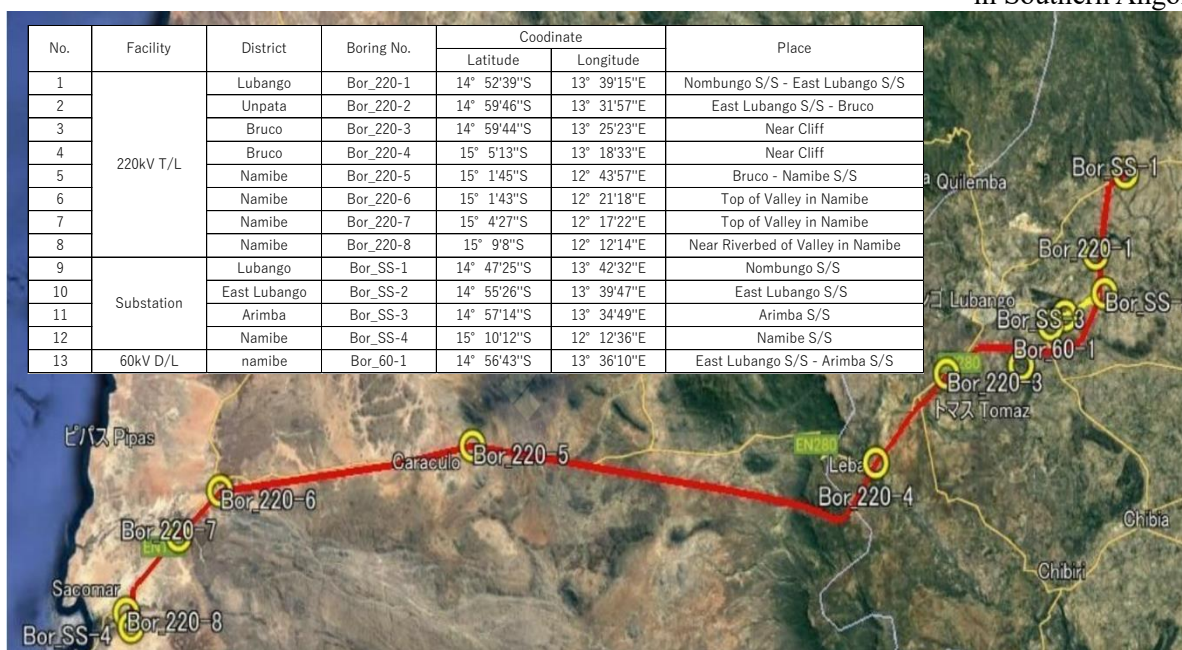 in Southern Angol
No. Facility District Boring No. Coodinate Place
Latitude Longitude
1 220kV T/L Lubango Bor_220-1 14° 52'39"S 13° 39'15"E Nombungo S/S - East Lubango S/S
2 Unpata Bor_220-2 14° 59'46"S 13° 31'57"E East Lubango S/S - Bruco
3 Bruco Bor_220-3 14° 59'44"S 13° 25'23"E Near Cliff
4 Bruco Bor_220-4 15° 5'13"S 13° 18'33"E Near Cliff
5 Namibe Bor_220-5 15° 1'45"S 12° 43'57"E Bruco - Namibe S/S
6 Namibe Bor_220-6 15° 1'43"S 12° 21'18"E Top of Valley in Namibe
7 Namibe Bor_220-7 15° 4'27"S 12° 17'22"E Top of Valley in Namibe
8 Namibe Bor_220-8 15° 9'8"S 12° 12'14"E Near Riverbed of Valley in Namibe
9 Substation Lubango Bor_SS-1 14° 47'25"S 13° 42'32"E Nombungo S/S
10 East Lubango Bor_SS-2 14° 55'26"S 13° 39'47"E East Lubango S/S
11 Arimba Bor_SS-3 14° 57'14"S 13° 34'49"E Arimba S/S
12 Namibe Bor_SS-4 15° 10'12"S 12° 12'36"E Namibe S/S
13 60kV D/L namibe Bor_60-1 14° 56'43"S 13° 36'10"E East Lubango S/S - Arimba S/S
Bor_SS-1
a Quilemba
Bor_220-1
ゴ Lubango
Bor_SS-
Bor_SS-3
Bor_60-1
Bor_220-3
トマス Tomaz
ピパス Pipas
EN280
Caraculo
Bor_220-5
Leba
Bor_220-4
Bor_220-6
Chibia
Bor_220-7
Chibiri
Sacomar
Bor_220-8
Bor_SS-4